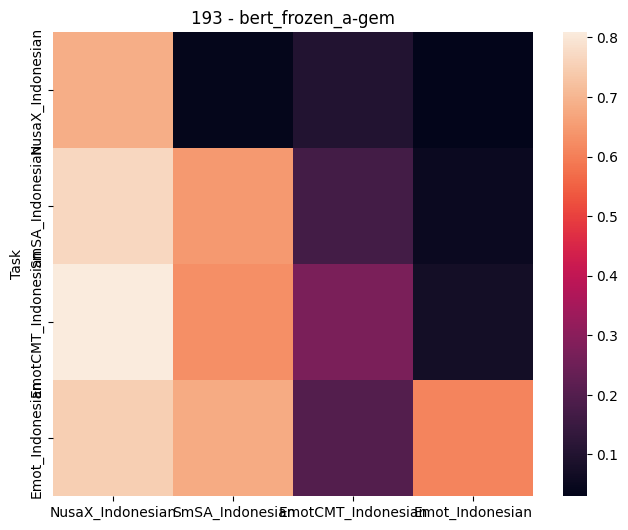 193 - bert_frozen_a-gem
Task
NusaX_Indonesian
SmSA_Indonesian
EmotCMT_Indonesian
Emot_Indonesian
NusaX_Indonesian
SmSA_Indonesian
EmotCMT_Indonesian
Emot_Indonesian
0.8
0.7
0.6
0.5
0.4
0.3
0.2
0.1